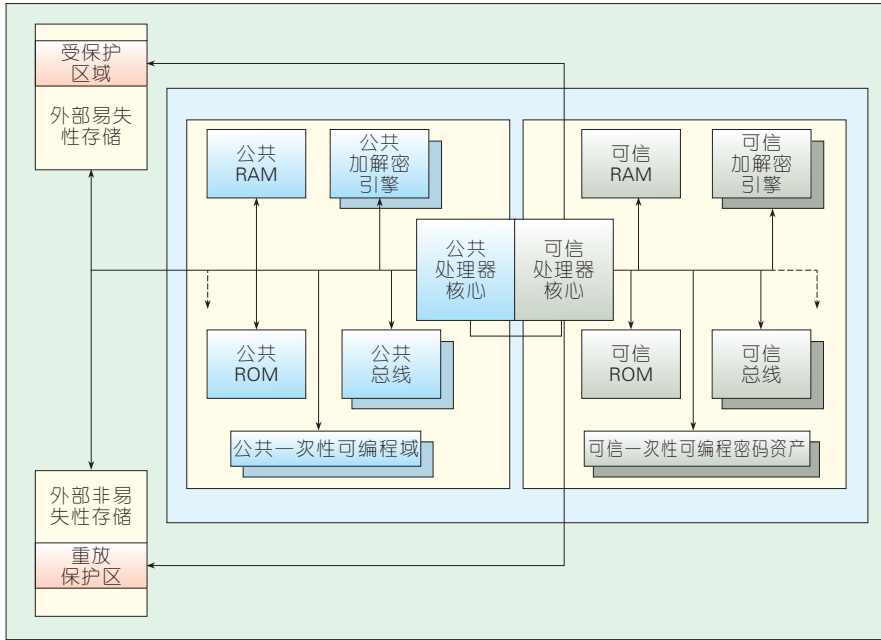 受保护
区域
外部易失
性存储
公共
RAM
公共
加解密
引擎
可信
RAM
可信
加解密
引擎
公共
处理器
核心
可信
处理器
核心
公共
ROM
公共
总线
可信
ROM
可信
总线
公共一次性可编程域
可信一次性可编程密码资产
外部非易
失性存储
重放
保护区